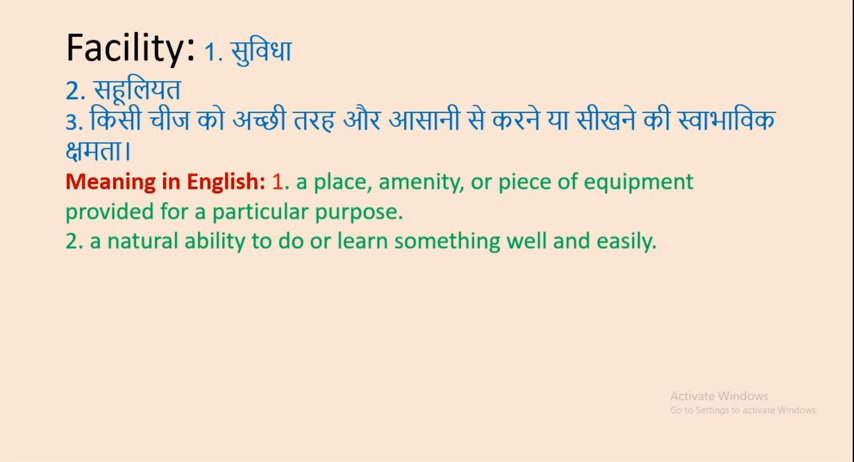 Facility: 1. सुविधा
2. सहूलियत
3. किसी चीज को अच्छी तरह और आसानी से करने या सीखने की स्वाभाविक
क्षमता।
Meaning in English: 1. a place, amenity, or piece of equipment
provided for a particular purpose.
2. a natural ability to do or learn something well and easily.
Activate Windows
Go to Settings to activate Windows.